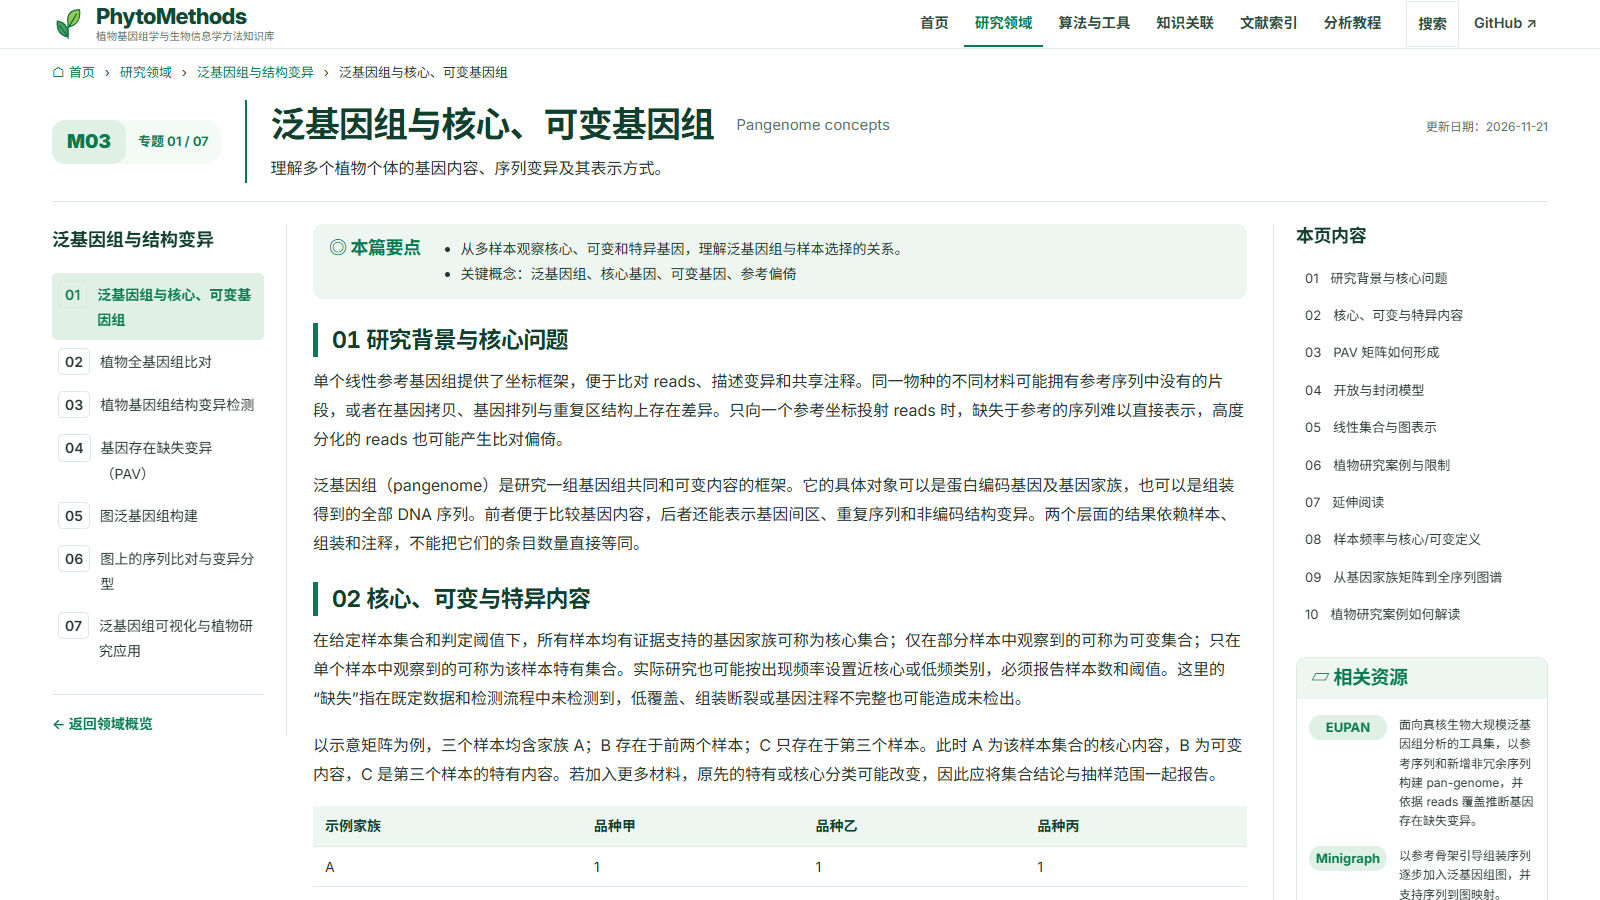 PhytoMethods
植物基因组学与生物信息学方法知识库
首页 研究领域 算法与工具 知识关联 文献索引 分析教程 搜索 GitHub ↗
首页 › 研究领域 › 泛基因组与结构变异 › 泛基因组与核心、可变基因组
M03 专题 01 / 07
泛基因组与核心、可变基因组 Pangenome concepts
更新日期：2026-11-21
理解多个植物个体的基因内容、序列变异及其表示方式。
泛基因组与结构变异
01 泛基因组与核心、可变基
因组
02 植物全基因组比对
03 植物基因组结构变异检测
04 基因存在缺失变异
（PAV）
05 图泛基因组构建
06 图上的序列比对与变异分
型
07 泛基因组可视化与植物研
究应用
← 返回领域概览
◎ 本篇要点
• 从多样本观察核心、可变和特异基因，理解泛基因组与样本选择的关系。
• 关键概念：泛基因组、核心基因、可变基因、参考偏倚
01 研究背景与核心问题
单个线性参考基因组提供了坐标框架，便于比对 reads、描述变异和共享注释。同一物种的不同材料可能拥有参考序列中没有的片
段，或者在基因拷贝、基因排列与重复区结构上存在差异。只向一个参考坐标投射 reads 时，缺失于参考的序列难以直接表示，高度
分化的 reads 也可能产生比对偏倚。
泛基因组（pangenome）是研究一组基因组共同和可变内容的框架。它的具体对象可以是蛋白编码基因及基因家族，也可以是组装
得到的全部 DNA 序列。前者便于比较基因内容，后者还能表示基因间区、重复序列和非编码结构变异。两个层面的结果依赖样本、
组装和注释，不能把它们的条目数量直接等同。
02 核心、可变与特异内容
在给定样本集合和判定阈值下，所有样本均有证据支持的基因家族可称为核心集合；仅在部分样本中观察到的可称为可变集合；只在
单个样本中观察到的可称为该样本特有集合。实际研究也可能按出现频率设置近核心或低频类别，必须报告样本数和阈值。这里的
“缺失”指在既定数据和检测流程中未检测到，低覆盖、组装断裂或基因注释不完整也可能造成未检出。
以示意矩阵为例，三个样本均含家族 A；B 存在于前两个样本；C 只存在于第三个样本。此时 A 为该样本集合的核心内容，B 为可变
内容，C 是第三个样本的特有内容。若加入更多材料，原先的特有或核心分类可能改变，因此应将集合结论与抽样范围一起报告。
示例家族 品种甲 品种乙 品种丙
A 1 1 1
本页内容
01 研究背景与核心问题
02 核心、可变与特异内容
03 PAV 矩阵如何形成
04 开放与封闭模型
05 线性集合与图表示
06 植物研究案例与限制
07 延伸阅读
08 样本频率与核心/可变定义
09 从基因家族矩阵到全序列图谱
10 植物研究案例如何解读
▱ 相关资源
EUPAN 面向真核生物大规模泛基
因组分析的工具集，以参
考序列和新增非冗余序列
构建 pan-genome，并
依据 reads 覆盖推断基因
存在缺失变异。
Minigraph 以参考骨架引导组装序列
逐步加入泛基因组图，并
支持序列到图映射。